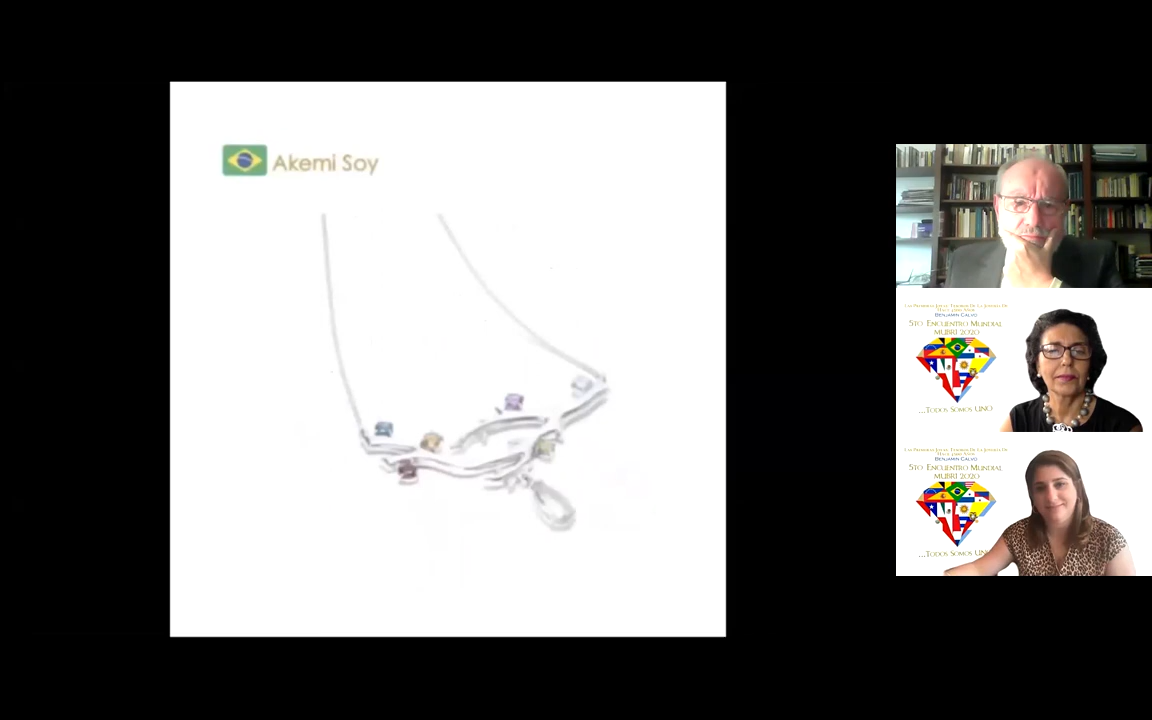 Akemi Soy
BENJAMIN CALVO
5TO ENCUENTRO MUNDIAL
MUBRI 2020
...TODOS SOMOS UNO
BENJAMIN CALVO
5TO ENCUENTRO MUNDIAL
MUBRI 2020
...TODOS SOMOS